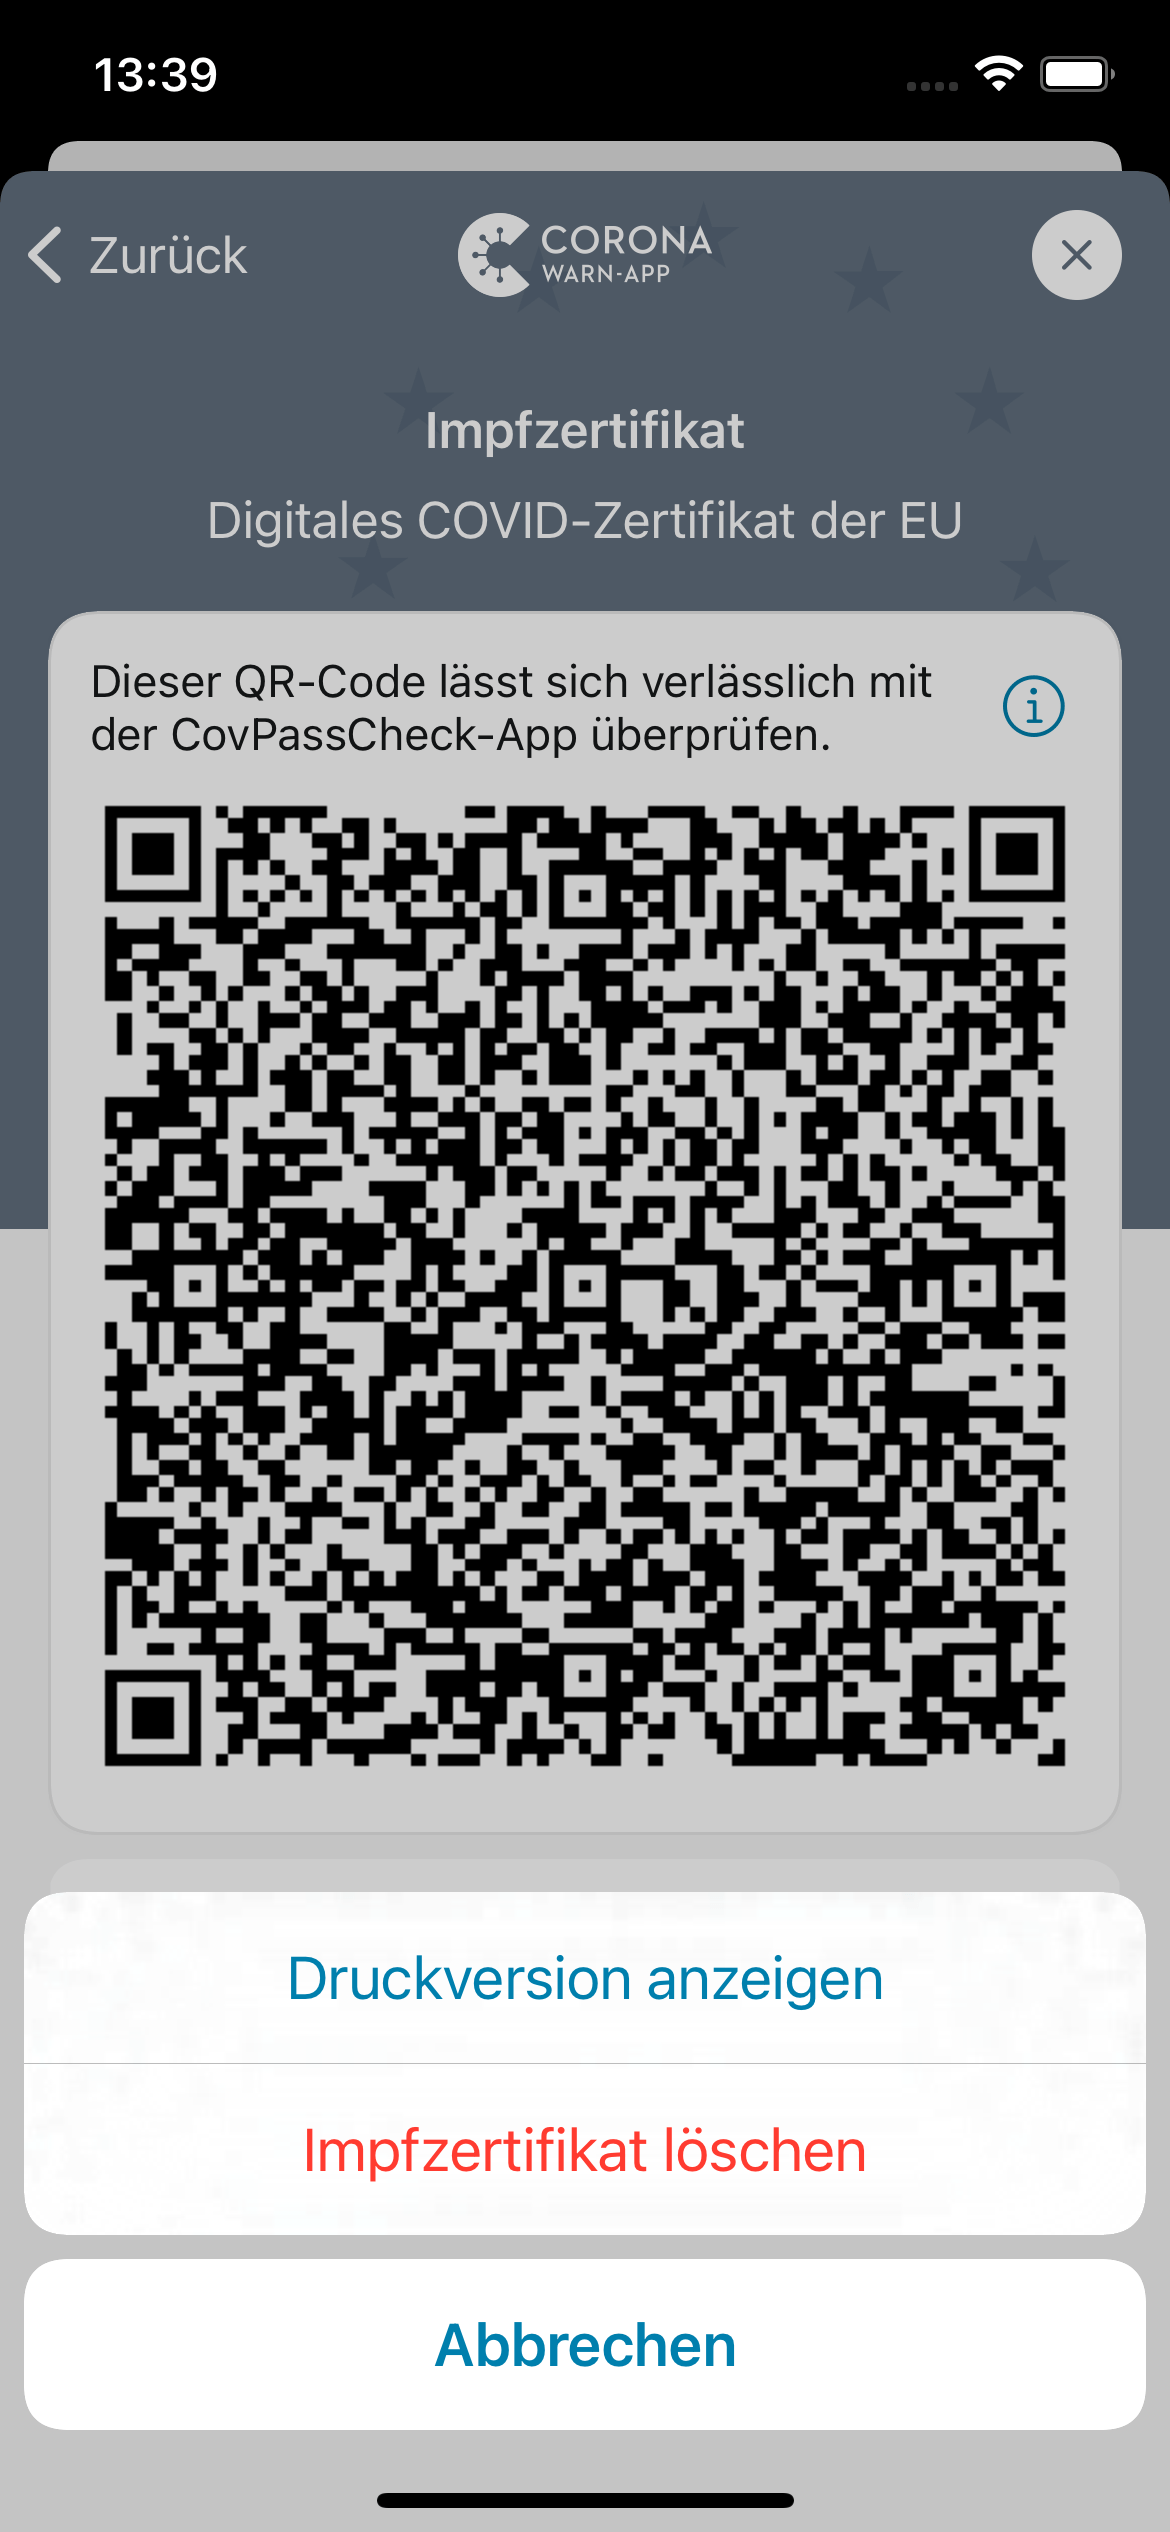 13:39
Zurück
CORONA
WARN-APP
Impfzertifikat
Digitales COVID-Zertifikat der EU
Dieser QR-Code lässt sich verlässlich mit
der CovPassCheck-App überprüfen.
Druckversion anzeigen
Impfzertifikat löschen
Abbrechen